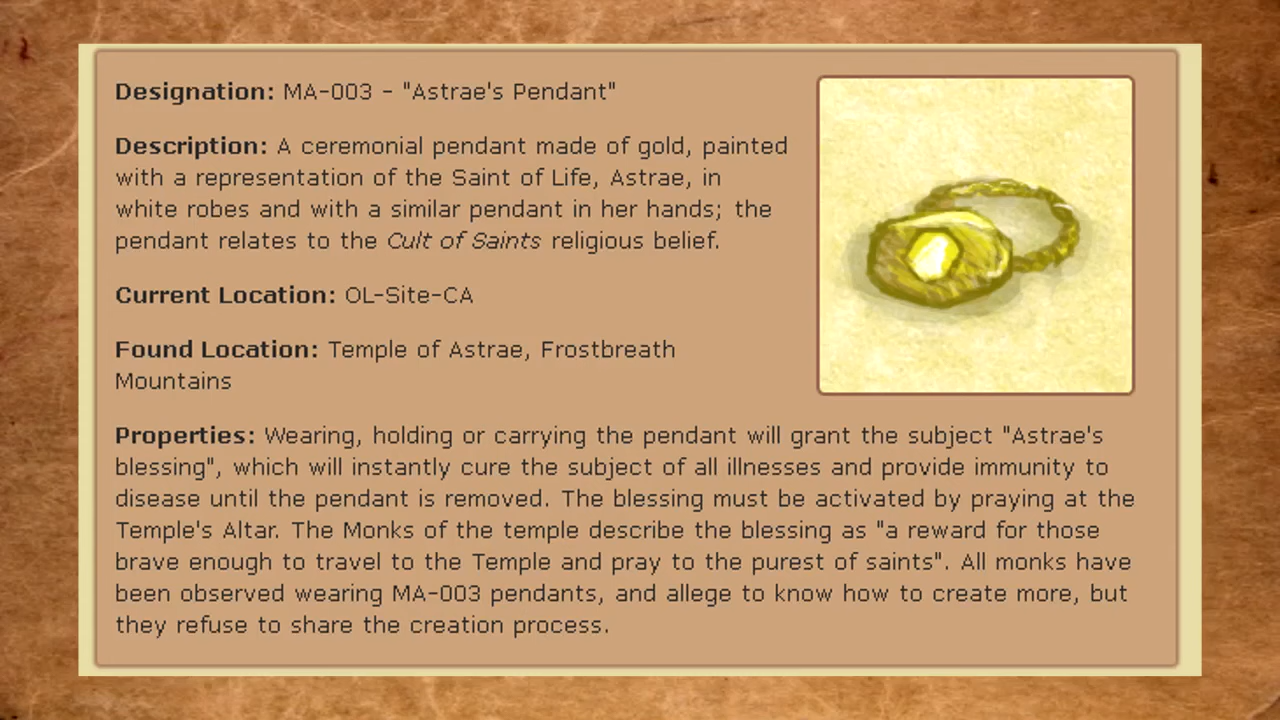 Designation: MA-003 - "Astrae's Pendant"
Description: A ceremonial pendant made of gold, painted
with a representation of the Saint of Life, Astrae, in
white robes and with a similar pendant in her hands; the
pendant relates to the Cult of Saints religious belief.
Current Location: OL-Site-CA
Found Location: Temple of Astrae, Frostbreath
Mountains
Properties: Wearing, holding or carrying the pendant will grant the subject "Astrae's
blessing", which will instantly cure the subject of all illnesses and provide immunity to
disease until the pendant is removed. The blessing must be activated by praying at the
Temple's Altar. The Monks of the temple describe the blessing as "a reward for those
brave enough to travel to the Temple and pray to the purest of saints". All monks have
been observed wearing MA-003 pendants, and allege to know how to create more, but
they refuse to share the creation process.